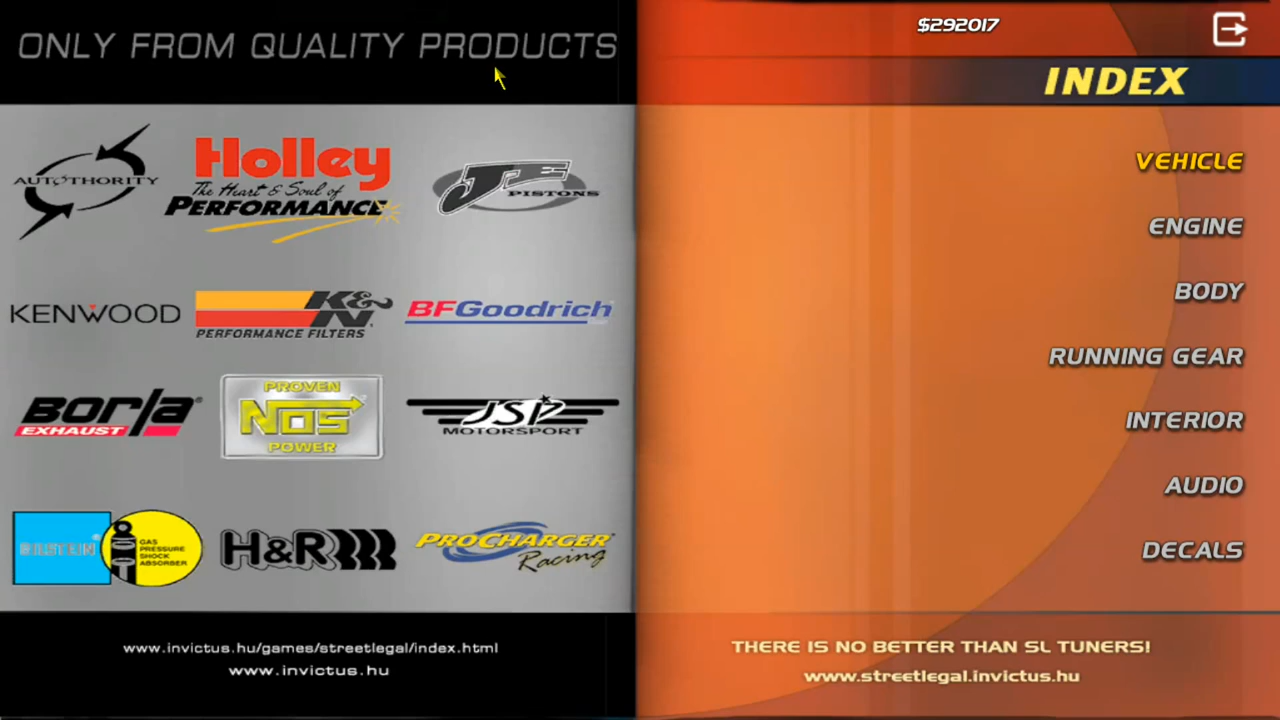 ONLY FROM QUALITY PRODUCTS
AUTOTHORITY
Holley
The Heart & Soul of
PERFORMANCE
JE
PISTONS
KENWOOD
K&N
PERFORMANCE FILTERS
BFGoodrich
BORLA
EXHAUST
PROVEN
NOS
POWER
JSP
MOTORSPORT
BILSTEIN
GAS
PRESSURE
SHOCK
ABSORBER
H&R
PROCHARGER
Racing
www.invictus.hu/games/streetlegal/index.html
www.invictus.hu
$292017
INDEX
VEHICLE
ENGINE
BODY
RUNNING GEAR
INTERIOR
AUDIO
DECALS
THERE IS NO BETTER THAN SL TUNERS!
www.streetlegal.invictus.hu